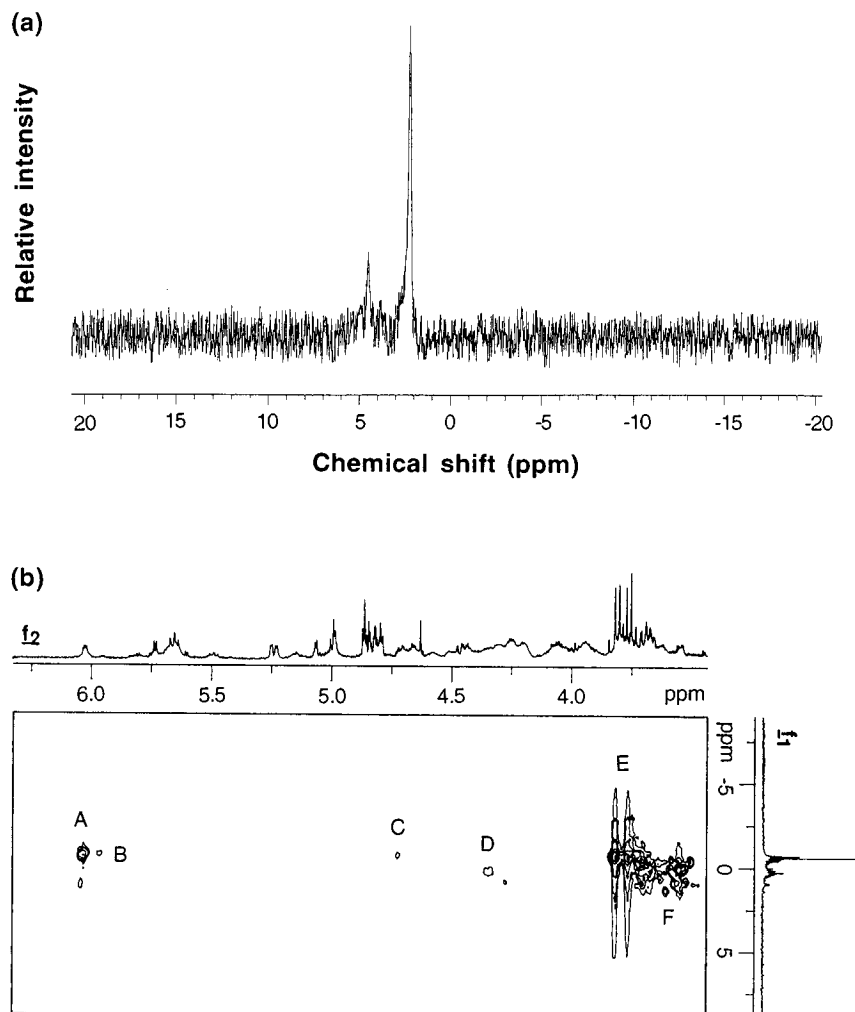 (a)
Relative intensity
20 15 10 5 0 -5 -10 -15 -20
Chemical shift (ppm)
(b)
f2
6.0 5.5 5.0 4.5 4.0 ppm
ppm -5 0 5
f1
A
B
C
D
E
F